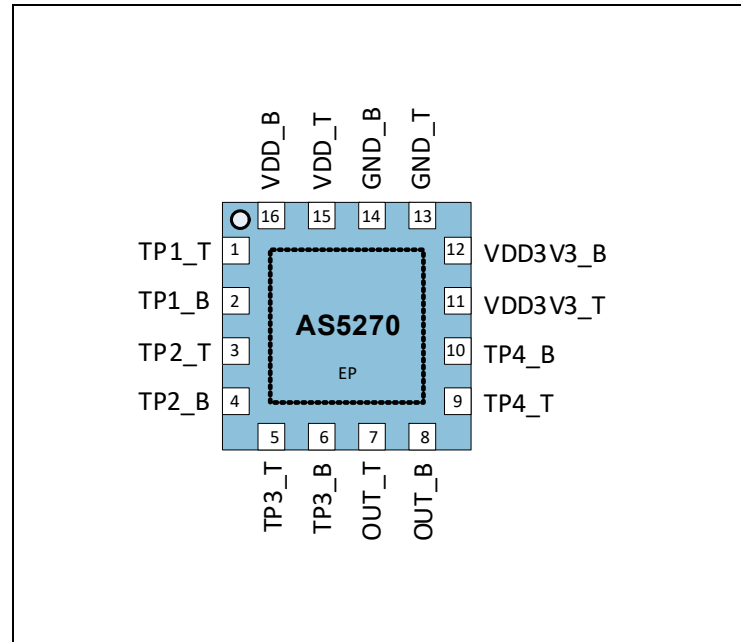 VDD_B
VDD_T
GND_B
GND_T
16
15
14
13
TP1_T 1
12 VDD3V3_B
TP1_B 2
11 VDD3V3_T
TP2_T 3
10 TP4_B
TP2_B 4
9 TP4_T
AS5270
EP
5
6
7
8
TP3_T
TP3_B
OUT_T
OUT_B